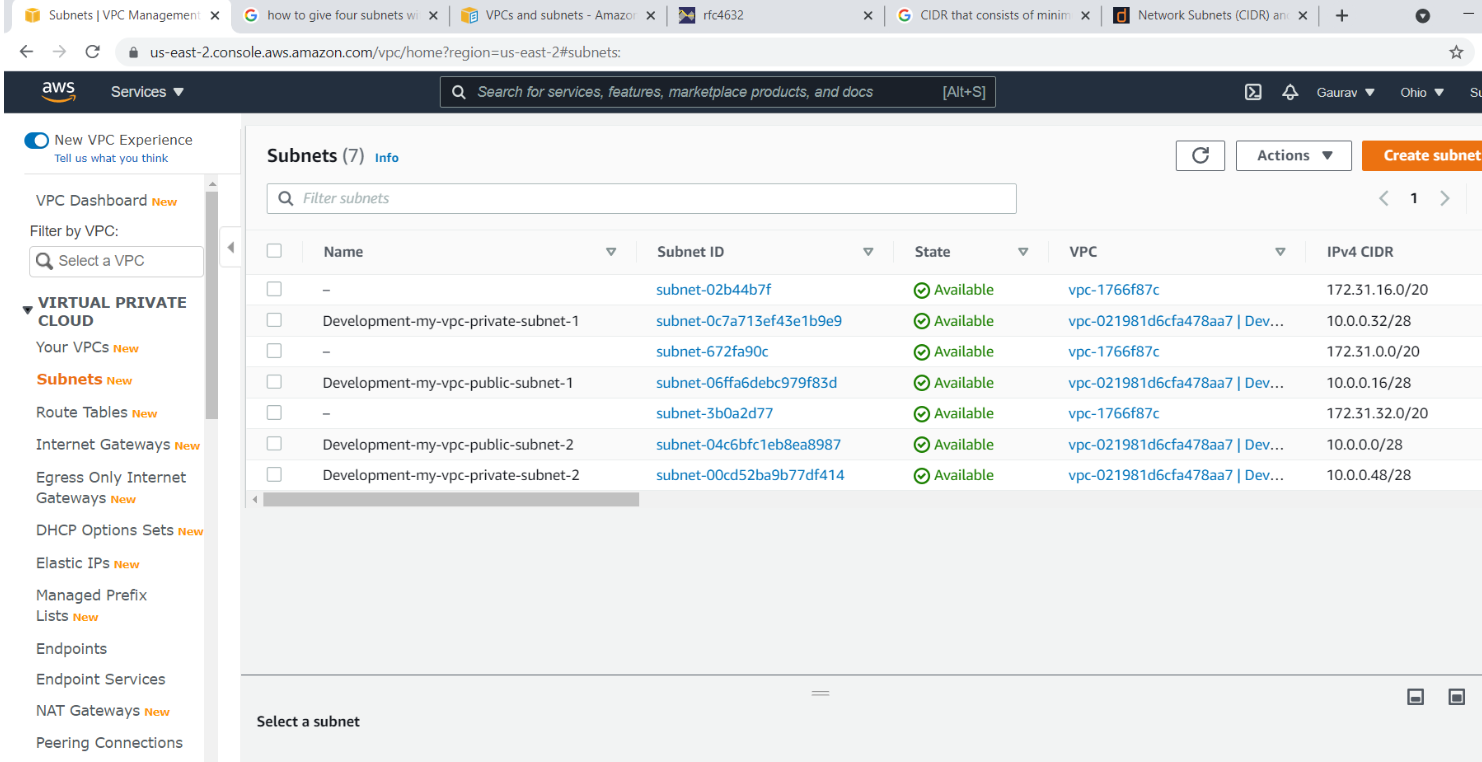 Subnets | VPC Management
how to give four subnets wi
VPCs and subnets - Amazon
rfc4632
CIDR that consists of minim
Network Subnets (CIDR) and
us-east-2.console.aws.amazon.com/vpc/home?region=us-east-2#subnets:
aws
Services
Search for services, features, marketplace products, and docs [Alt+S]
Gaurav
Ohio
Su
New VPC Experience
Tell us what you think
VPC Dashboard New
Filter by VPC:
Select a VPC
VIRTUAL PRIVATE
CLOUD
Your VPCs New
Subnets New
Route Tables New
Internet Gateways New
Egress Only Internet
Gateways New
DHCP Options Sets New
Elastic IPs New
Managed Prefix
Lists New
Endpoints
Endpoint Services
NAT Gateways New
Peering Connections
Subnets (7) Info
Actions
Create subnet
Filter subnets
1
Name Subnet ID State VPC IPv4 CIDR
– subnet-02b44b7f Available vpc-1766f87c 172.31.16.0/20
Development-my-vpc-private-subnet-1 subnet-0c7a713ef43e1b9e9 Available vpc-021981d6cfa478aa7 | Dev... 10.0.0.32/28
– subnet-672fa90c Available vpc-1766f87c 172.31.0.0/20
Development-my-vpc-public-subnet-1 subnet-06ffa6debc979f83d Available vpc-021981d6cfa478aa7 | Dev... 10.0.0.16/28
– subnet-3b0a2d77 Available vpc-1766f87c 172.31.32.0/20
Development-my-vpc-public-subnet-2 subnet-04c6bfc1eb8ea8987 Available vpc-021981d6cfa478aa7 | Dev... 10.0.0.0/28
Development-my-vpc-private-subnet-2 subnet-00cd52ba9b77df414 Available vpc-021981d6cfa478aa7 | Dev... 10.0.0.48/28
Select a subnet